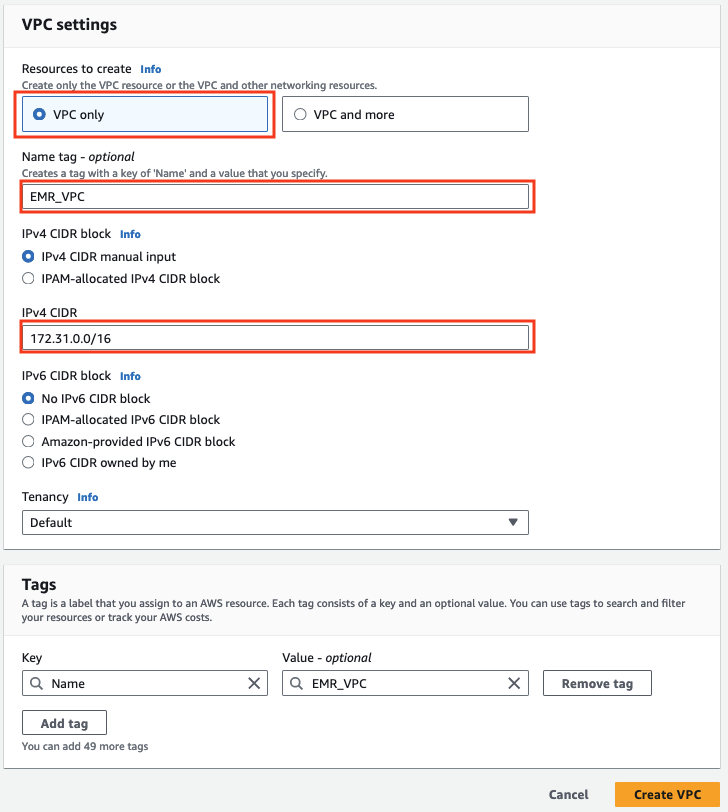 VPC settings
Resources to create Info
Create only the VPC resource or the VPC and other networking resources.
VPC only
VPC and more
Name tag - optional
Creates a tag with a key of 'Name' and a value that you specify.
EMR_VPC
IPv4 CIDR block Info
IPv4 CIDR manual input
IPAM-allocated IPv4 CIDR block
IPv4 CIDR
172.31.0.0/16
IPv6 CIDR block Info
No IPv6 CIDR block
IPAM-allocated IPv6 CIDR block
Amazon-provided IPv6 CIDR block
IPv6 CIDR owned by me
Tenancy Info
Default
Tags
A tag is a label that you assign to an AWS resource. Each tag consists of a key and an optional value. You can use tags to search and filter
your resources or track your AWS costs.
Key
Value - optional
Name
EMR_VPC
Remove tag
Add tag
You can add 49 more tags
Cancel
Create VPC